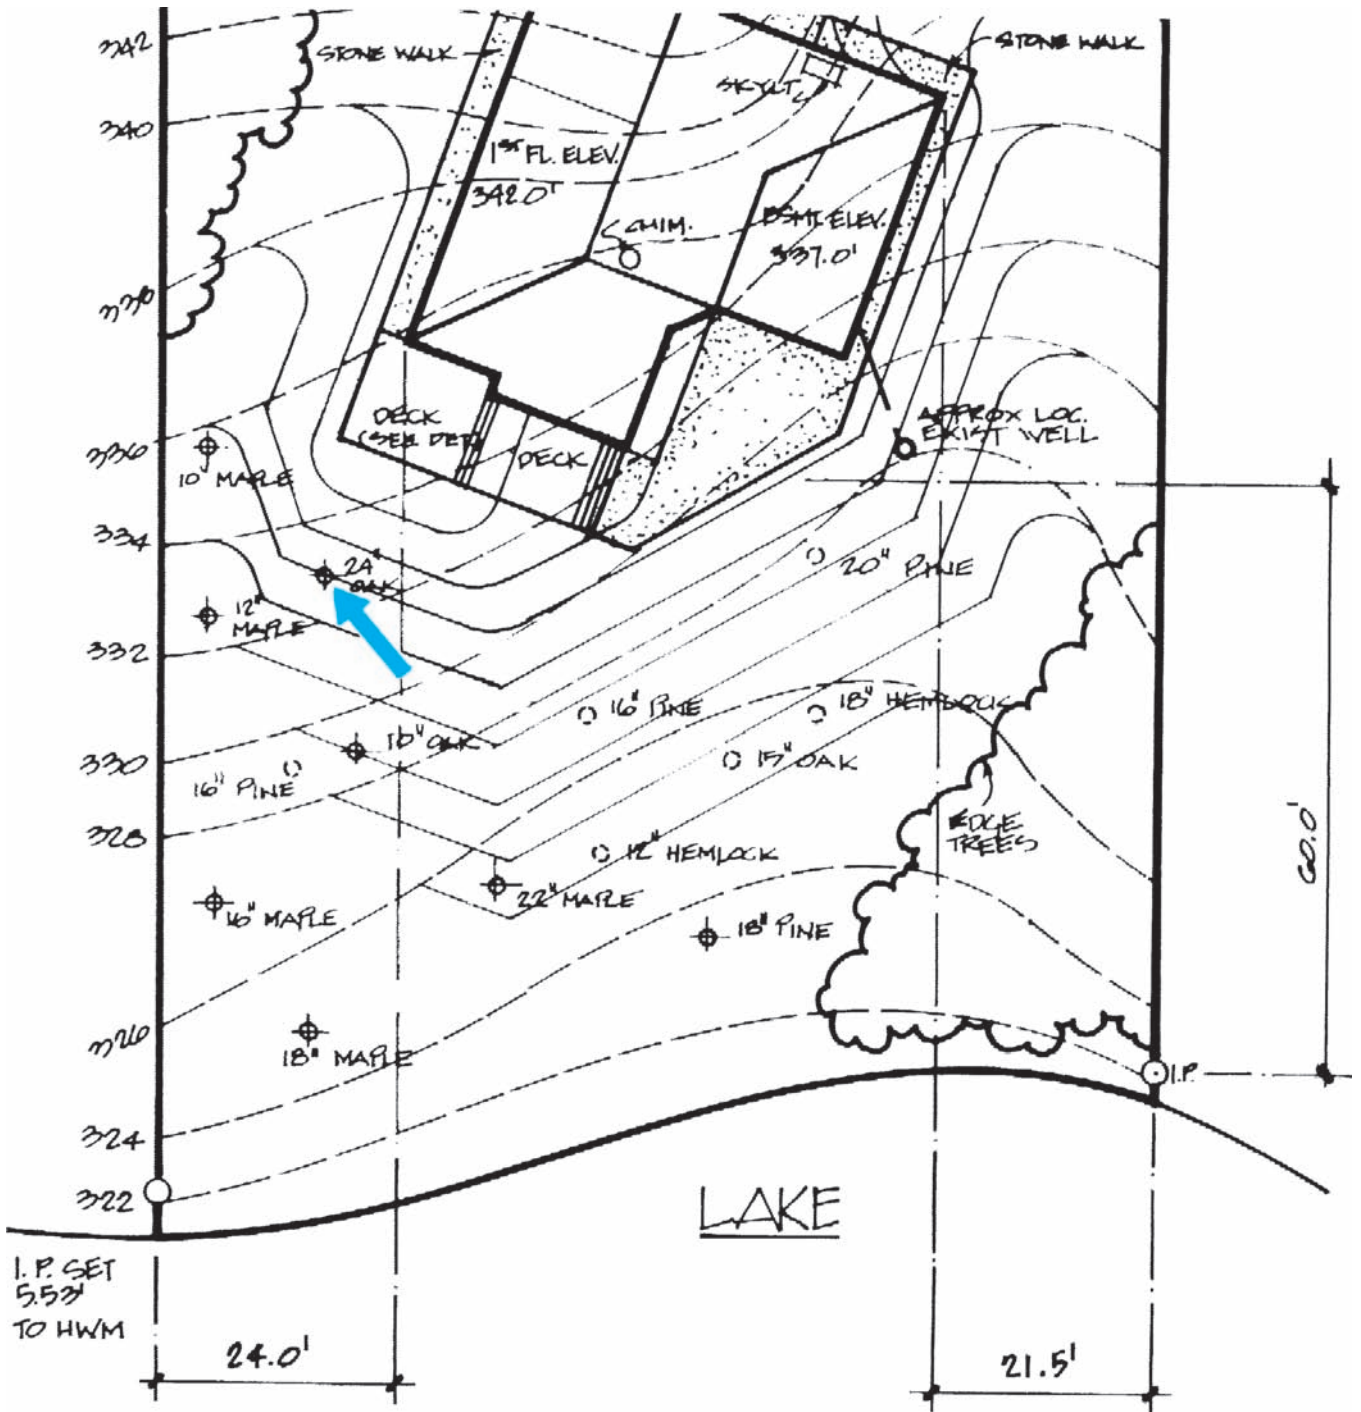 342
STONE WALK
STONE WALK
SKYLT
340
1ST FL. ELEV.
342.0'
CHIM.
BSMT. ELEV.
337.0'
338
DECK
(SEE DET)
DECK
APPROX LOC.
EXIST WELL
336
10" MAPLE
334
24"
OAK
20" PINE
12"
MAPLE
332
16" PINE
18" HEMLOCK
330
16" OAK
15" OAK
16" PINE
328
EDGE
TREES
12" HEMLOCK
22" MAPLE
16" MAPLE
18" PINE
60.0'
326
18" MAPLE
I.P.
324
322
LAKE
I.P. SET
5.53'
TO HWM
24.0'
21.5'